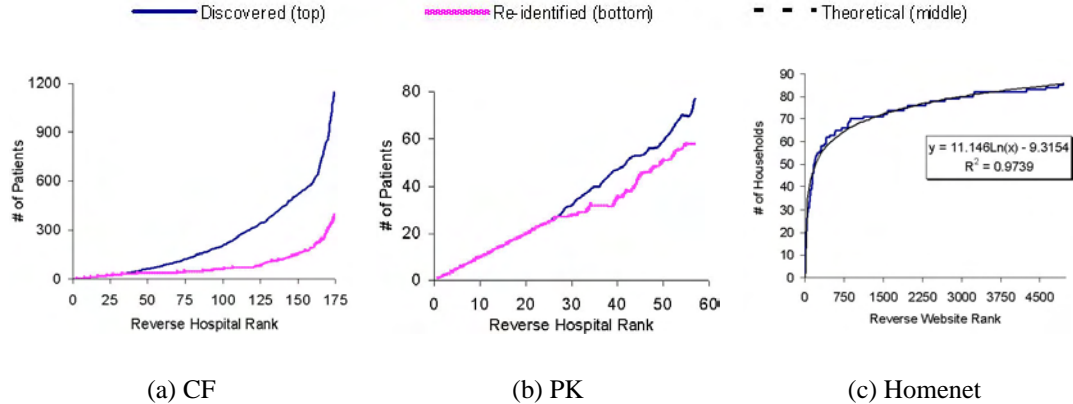 Discovered (top) Re-identified (bottom) Theoretical (middle)
1200
900
600
300
0
# of Patients
0 25 50 75 100 125 150 175
Reverse Hospital Rank
(a) CF
80
60
40
20
0
# of Patients
0 10 20 30 40 50 60
Reverse Hospital Rank
(b) PK
90
80
70
60
50
40
30
20
10
0
# of Households
y = 11.146Ln(x) - 9.3154
R² = 0.9739
0 750 1500 2250 3000 3750 4500
Reverse Website Rank
(c) Homenet